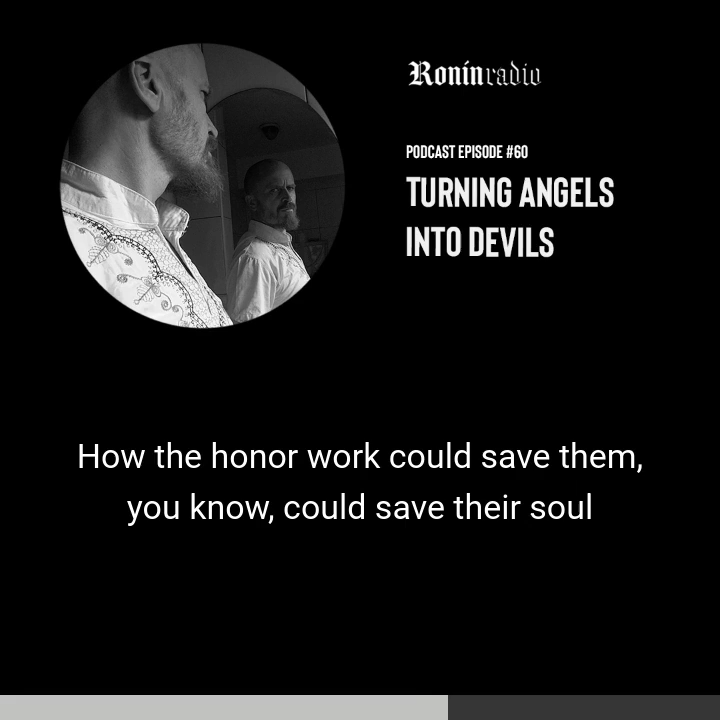 Roninradio
PODCAST EPISODE #60
TURNING ANGELS
INTO DEVILS
How the honor work could save them,
you know, could save their soul